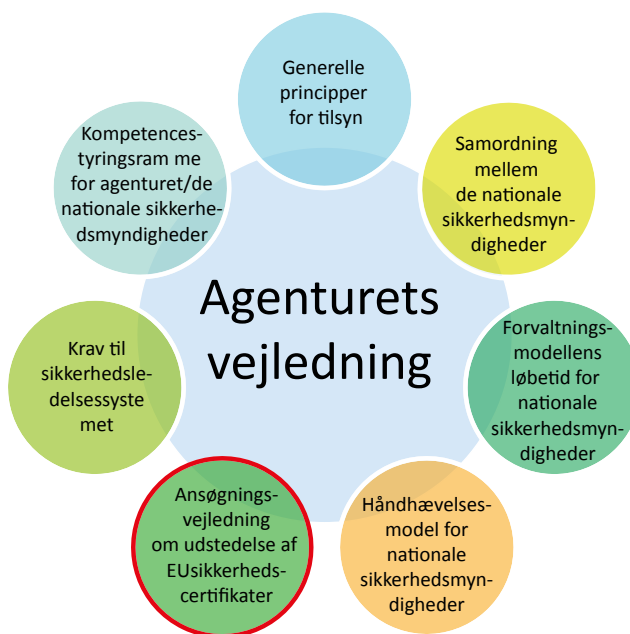 Generelle
principper
for tilsyn
Samordning
mellem
de nationale
sikkerhedsmyn-
digheder
Forvaltnings-
modellens
løbetid for
nationale
sikkerhedsmyn-
digheder
Håndhævelses-
model for
nationale
sikkerhedsmyn-
digheder
Ansøgnings-
vejledning
om udstedelse af
EUsikkerheds-
certifikater
Krav til
sikkerhedsle-
delsessyste
met
Kompetences-
tyringsram me
for agenturet/de
nationale sikkerhe-
dsmyndigheder
Agenturets
vejledning